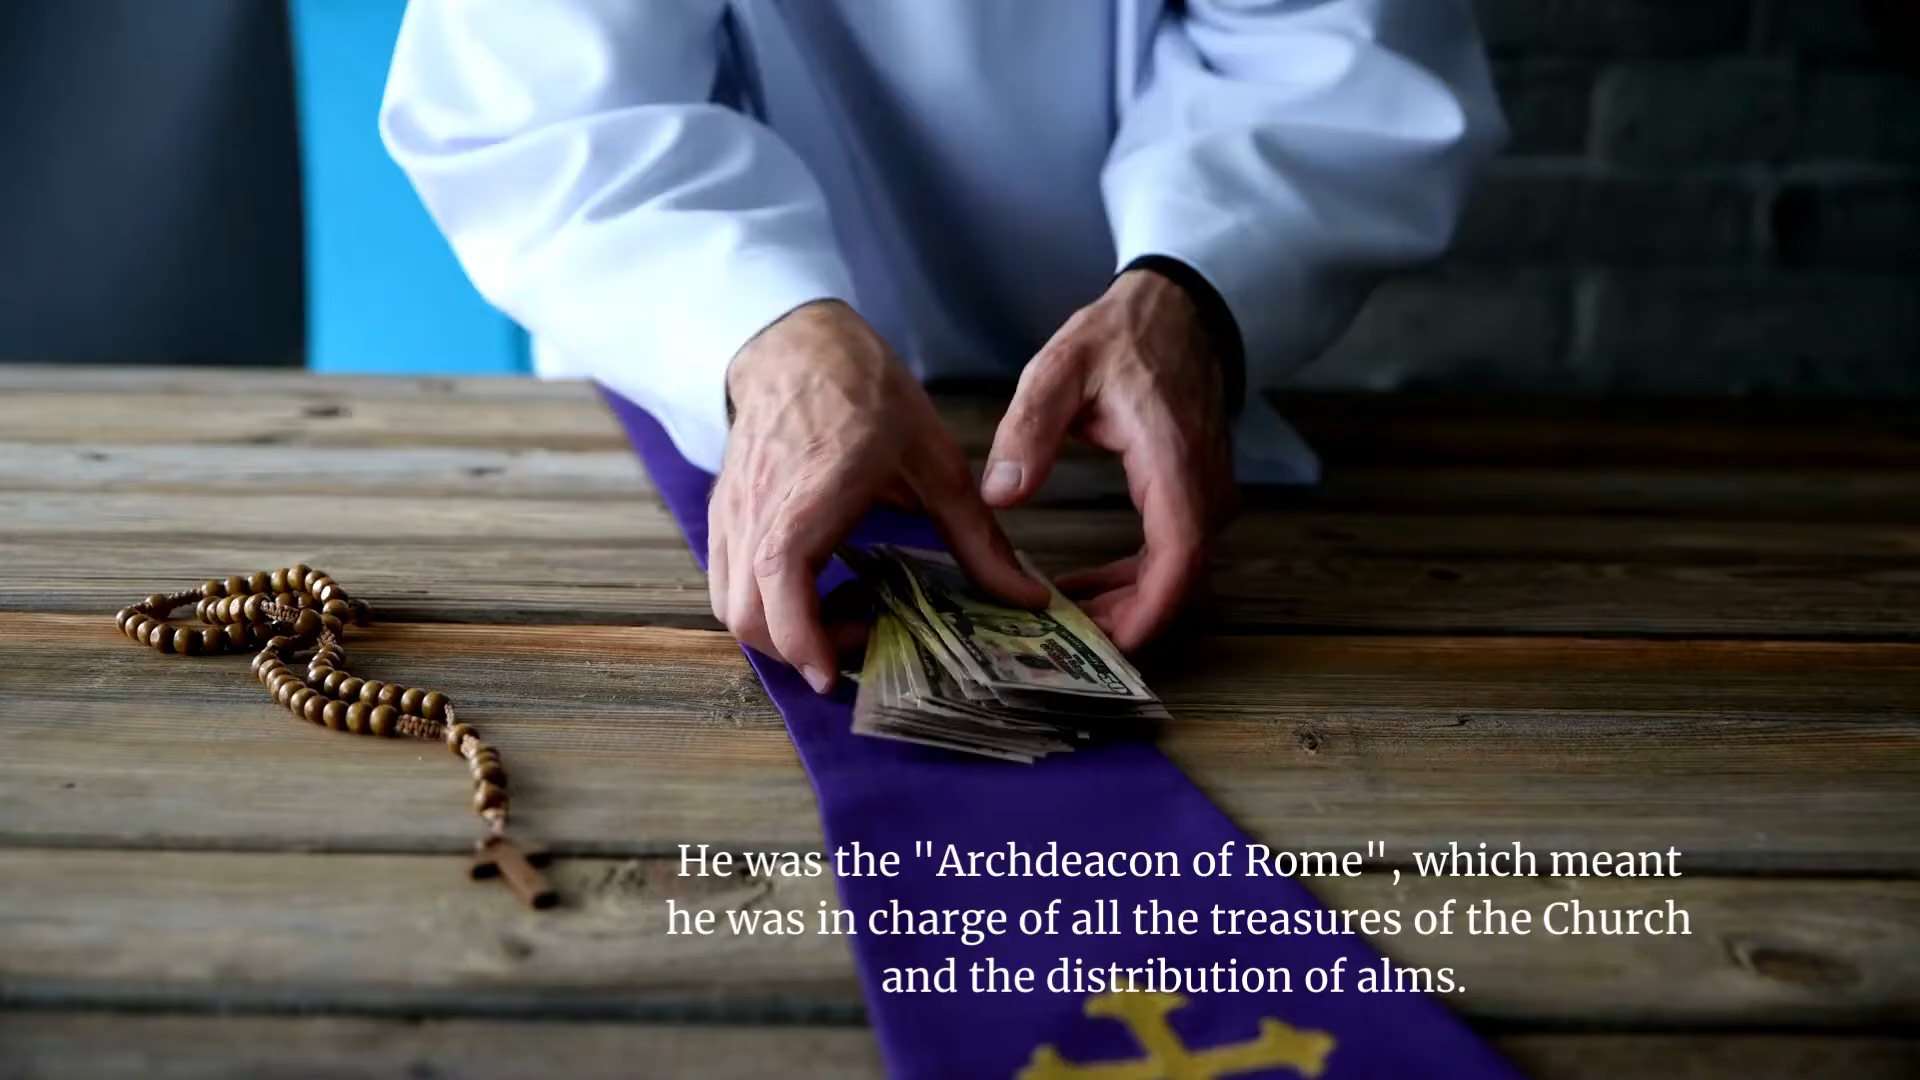 He was the "Archdeacon of Rome", which meant
he was in charge of all the treasures of the Church
and the distribution of alms.
50